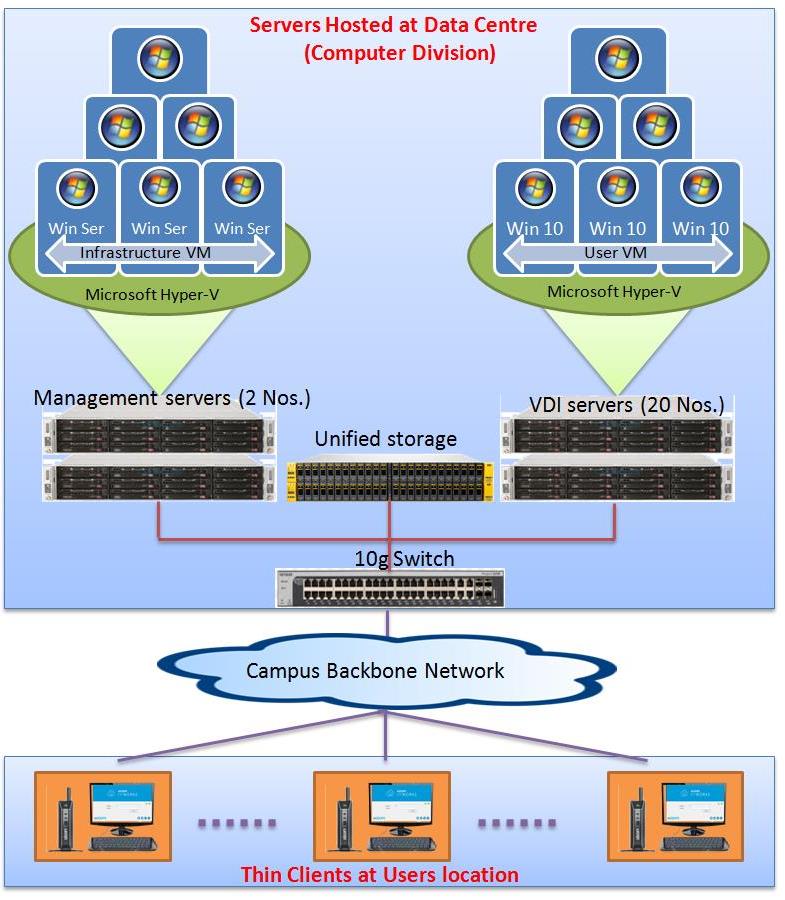 Servers Hosted at Data Centre
(Computer Division)
Win Ser
Win Ser
Win Ser
Infrastructure VM
Microsoft Hyper-V
Win 10
Win 10
Win 10
User VM
Microsoft Hyper-V
Management servers (2 Nos.)
Unified storage
VDI servers (20 Nos.)
10g Switch
Campus Backbone Network
Thin Clients at Users location